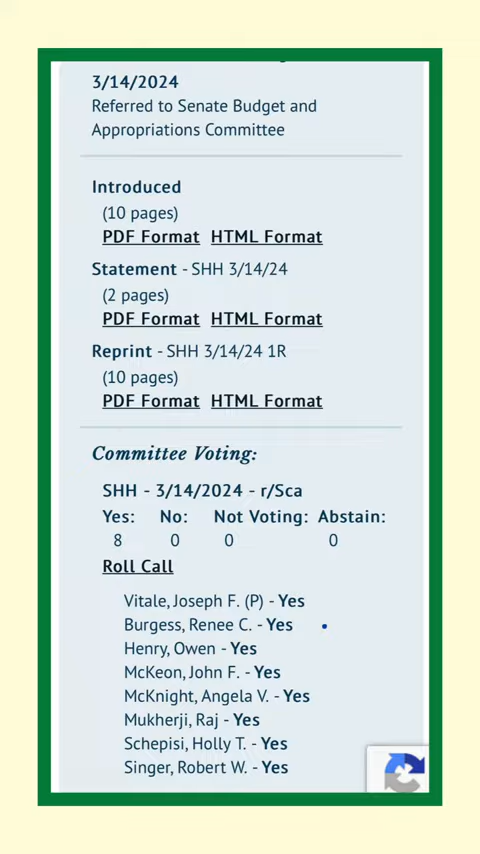 3/14/2024
Referred to Senate Budget and
Appropriations Committee
Introduced
(10 pages)
PDF Format HTML Format
Statement - SHH 3/14/24
(2 pages)
PDF Format HTML Format
Reprint - SHH 3/14/24 1R
(10 pages)
PDF Format HTML Format
Committee Voting:
SHH - 3/14/2024 - r/Sca
Yes: No: Not Voting: Abstain:
8 0 0 0
Roll Call
Vitale, Joseph F. (P) - Yes
Burgess, Renee C. - Yes
Henry, Owen - Yes
McKeon, John F. - Yes
McKnight, Angela V. - Yes
Mukherji, Raj - Yes
Schepisi, Holly T. - Yes
Singer, Robert W. - Yes